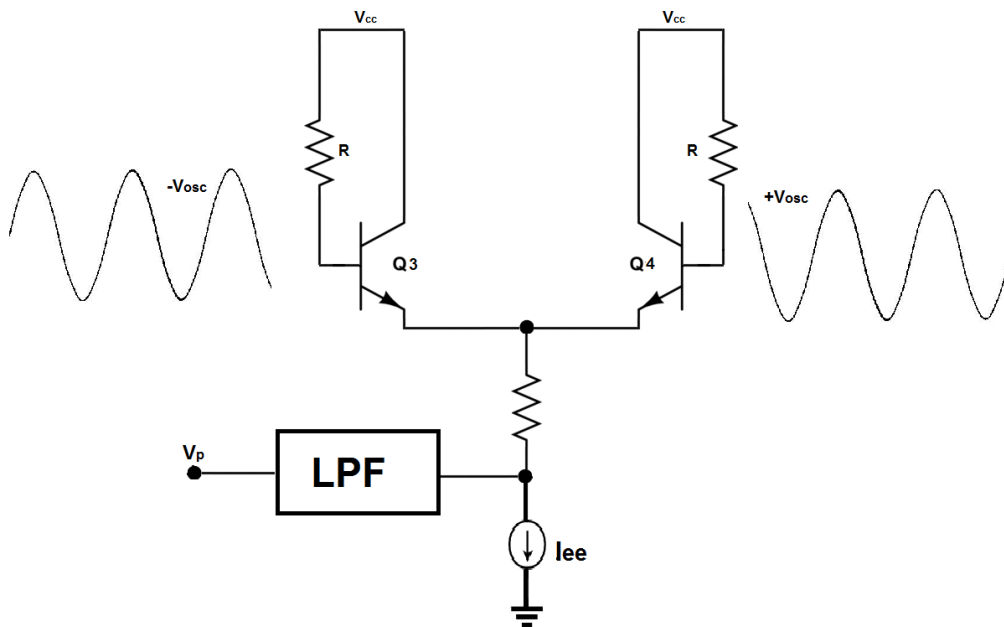 Vcc
Vcc
R
R
-Vosc
+Vosc
Q3
Q4
Vp
LPF
Iee